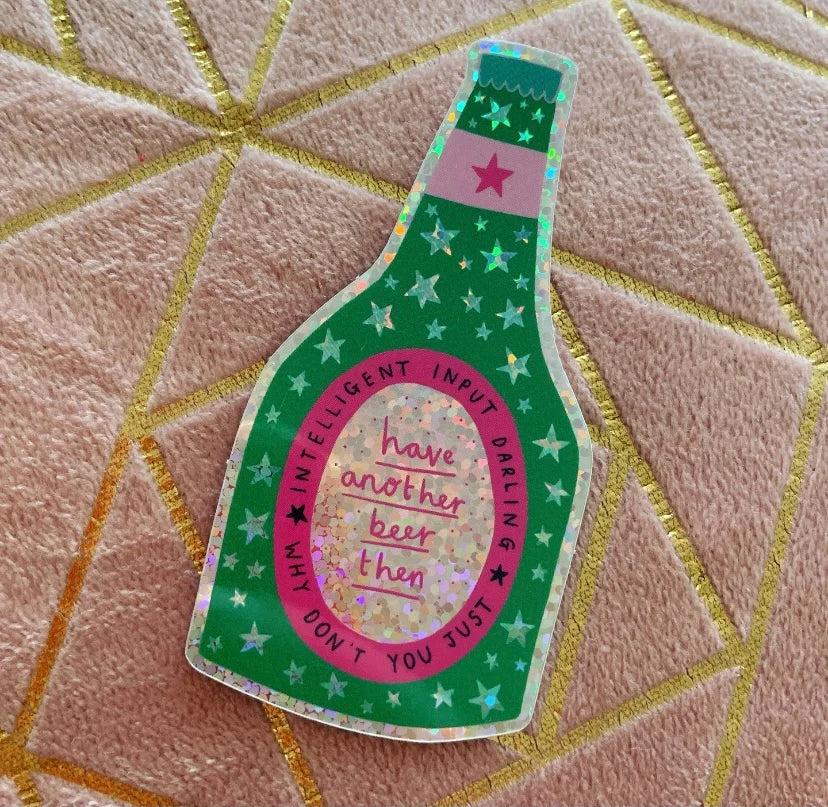 INTELLIGENT INPUT DARLING
WHY DON'T YOU JUST
have
another
beer
then